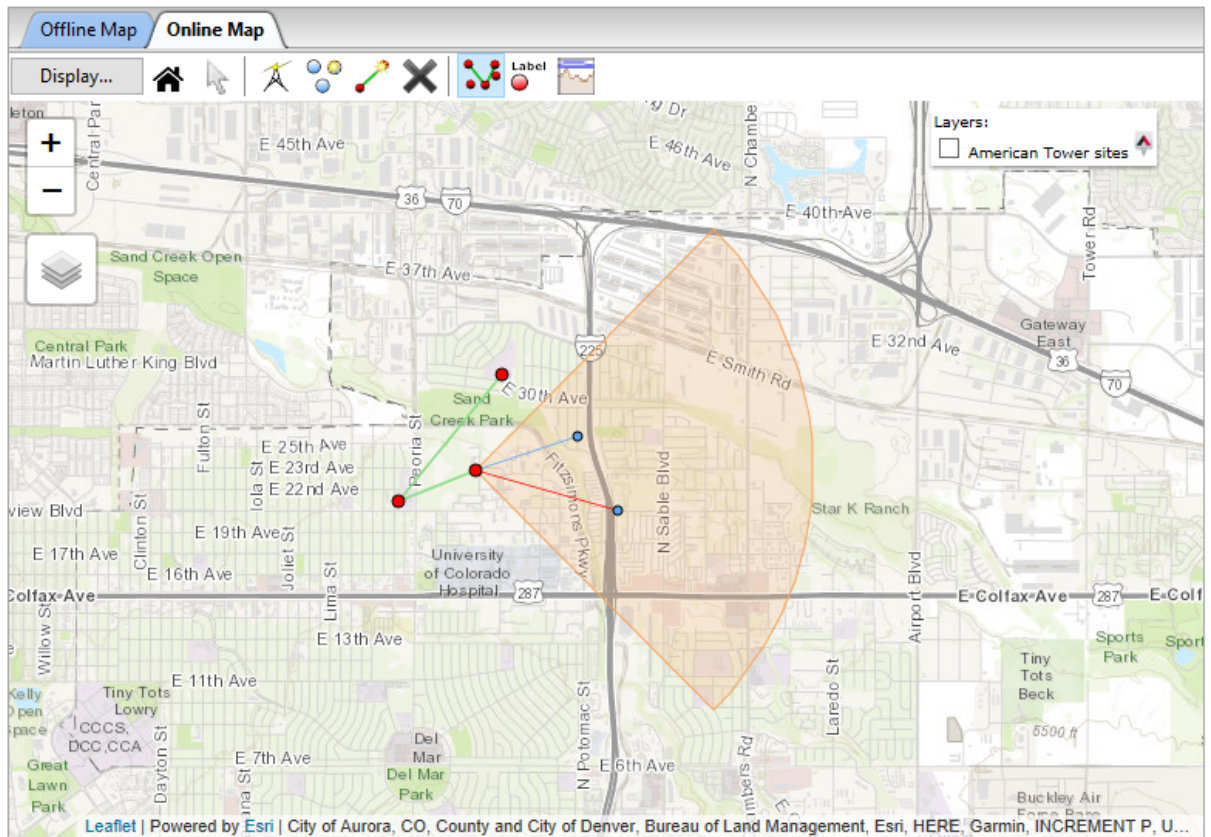 Offline Map
Online Map
Display...
Label
Layers:
American Tower sites
+
−
Central Par
E 45th Ave
E 46th Ave
N Chambe
36
70
E 40th Ave
Tower Rd
Sand Creek Open
Space
E 37th Ave
Gateway
East
225
E 32nd Ave
Central Park
Martin Luther King Blvd
E Smith Rd
36
70
E 30th Ave
Sand
Creek Park
Fulton St
Peoria St
E 25th Ave
E 23rd Ave
E 22nd Ave
Iola St
Fitzsimons Pkwy
N Sable Blvd
Star K Ranch
view Blvd
Clinton St
E 19th Ave
E 17th Ave
Joliet St
University
of Colorado
Hospital
E 16th Ave
Lima St
287
Colfax Ave
E Colfax Ave
287
E Colf
Airport Blvd
Willow St
E 13th Ave
Sports
Park
Sport
Tiny
Tots
Beck
Laredo St
E 11th Ave
Kelly
Open
Space
Tiny Tots
Lowry
CCCS,
DCC,CCA
N Potomac St
5500 ft
Del
Mar
Del Mar
Park
E 7th Ave
E 6th Ave
Dayton St
ana St
mbers Rd
Great
Lawn
Park
Buckley Air
Leaflet | Powered by Esri | City of Aurora, CO, County and City of Denver, Bureau of Land Management, Esri, HERE, Garmin, INCREMENT P, U...